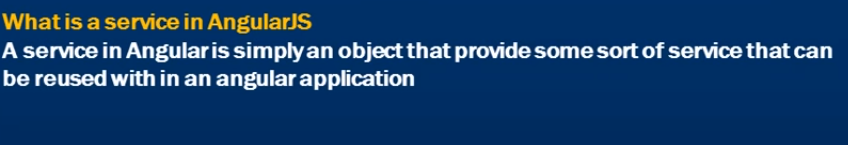 What is a service in AngularJS
A service in Angular is simply an object that provide some sort of service that can
be reused with in an angular application